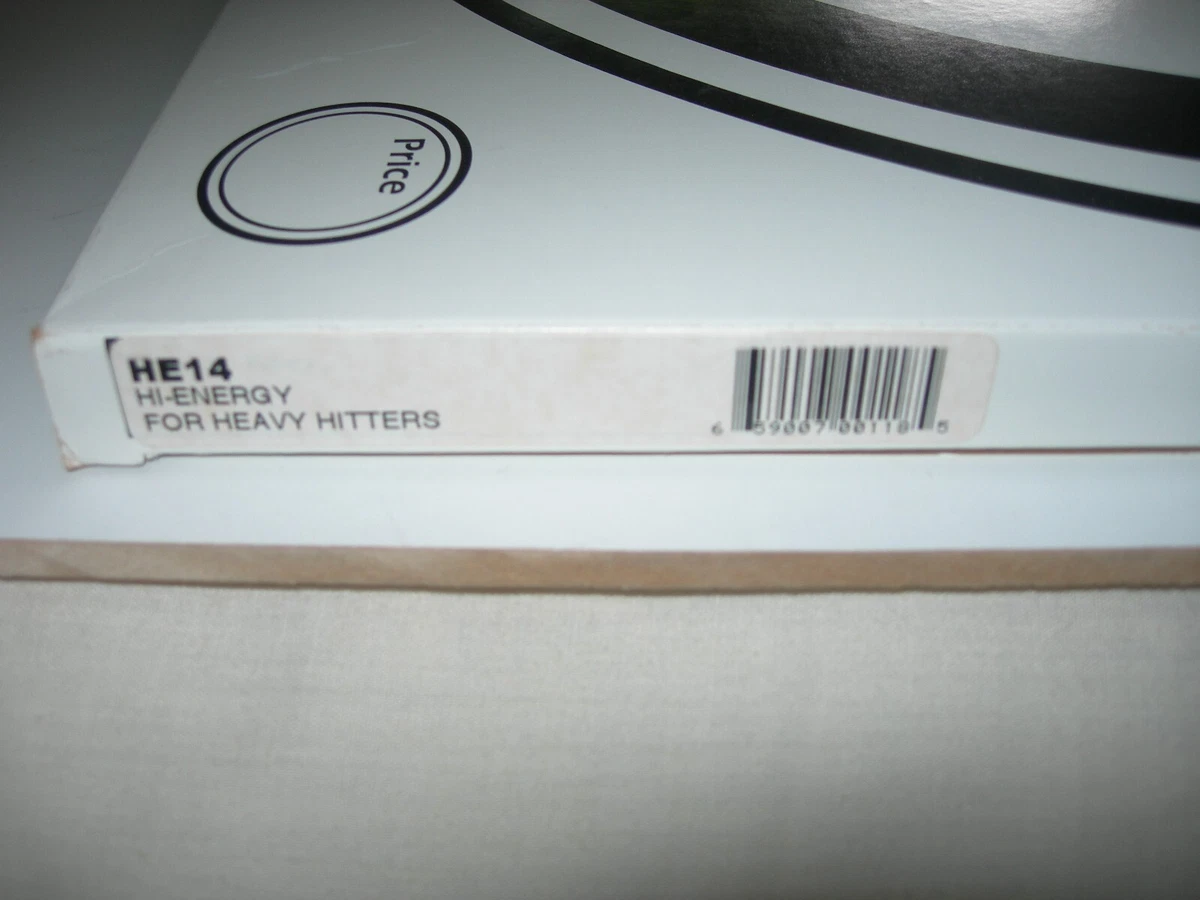 Price
HE14
HI-ENERGY
FOR HEAVY HITTERS
6 59007 00118 5